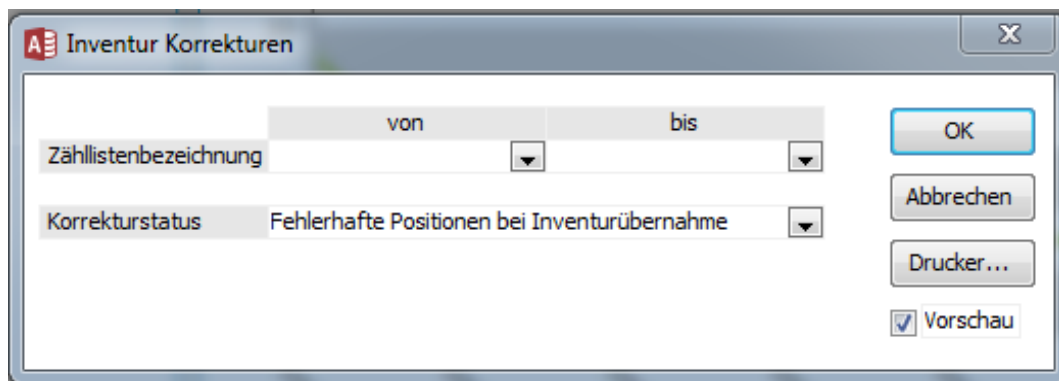 Inventur Korrekturen
von bis
Zähllistenbezeichnung
Korrekturstatus Fehlerhafte Positionen bei Inventurübernahme
OK
Abbrechen
Drucker...
Vorschau